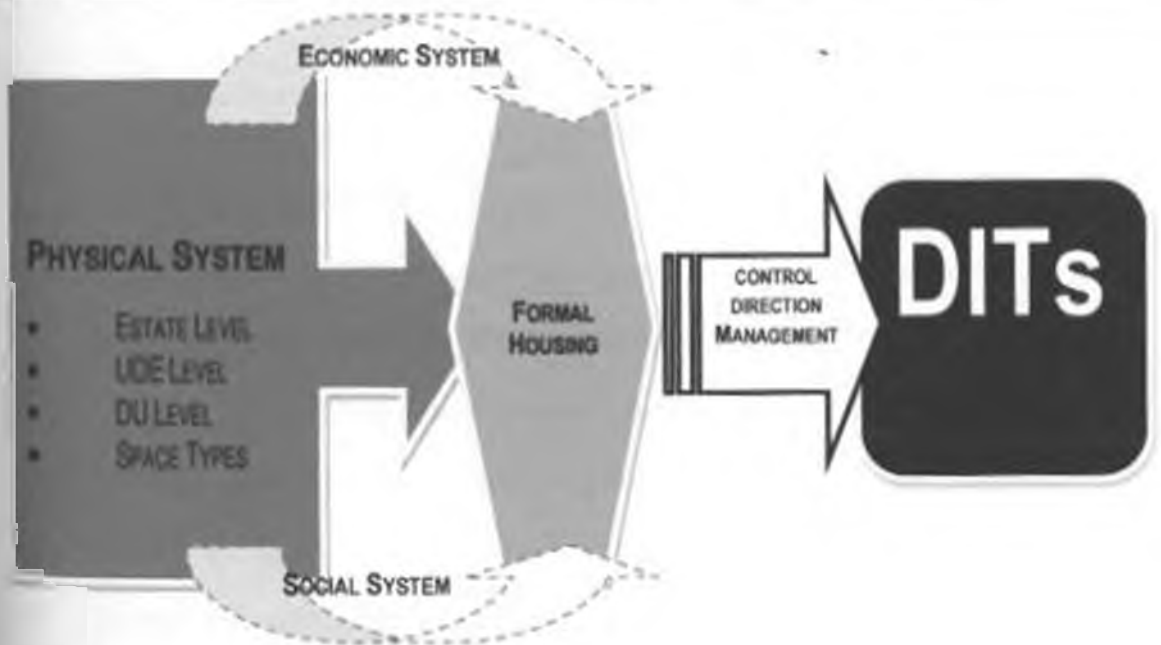 ECONOMIC SYSTEM
PHYSICAL SYSTEM
▪ ESTATE LEVEL
▪ UDE LEVEL
▪ DU LEVEL
▪ SPACE TYPES
FORMAL
HOUSING
CONTROL
DIRECTION
MANAGEMENT
DITs
SOCIAL SYSTEM